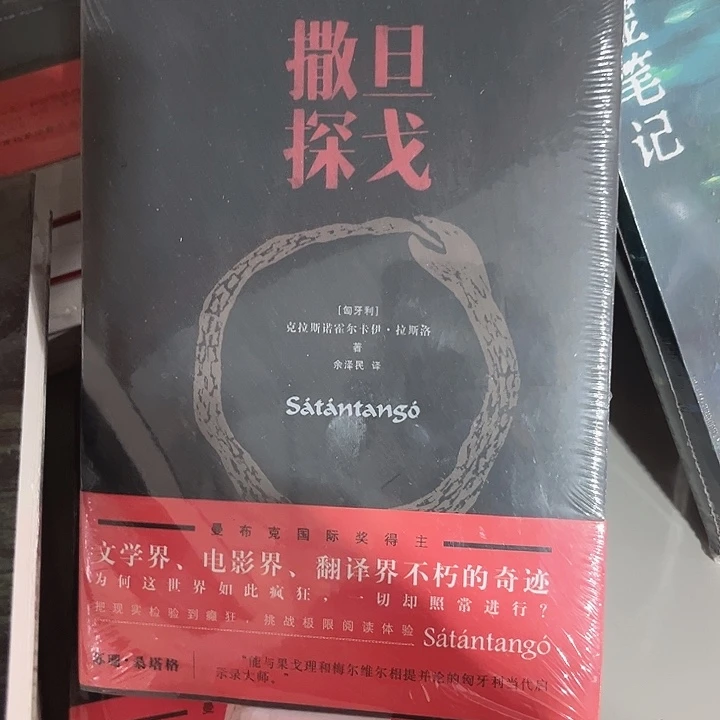 撒旦
探戈
[匈牙利]
克拉斯诺霍尔卡伊·拉斯洛
著
余泽民 译
Sátántangó
曼布克国际奖得主
文学界、电影界、翻译界不朽的奇迹
为何这世界如此疯狂，一切却照常进行？
把现实检验到癫狂，挑战极限阅读体验
Sátántangó
苏珊·桑塔格
“能与果戈理和梅尔维尔相提并论的匈牙利当代启
示录大师。”
笔记
曼